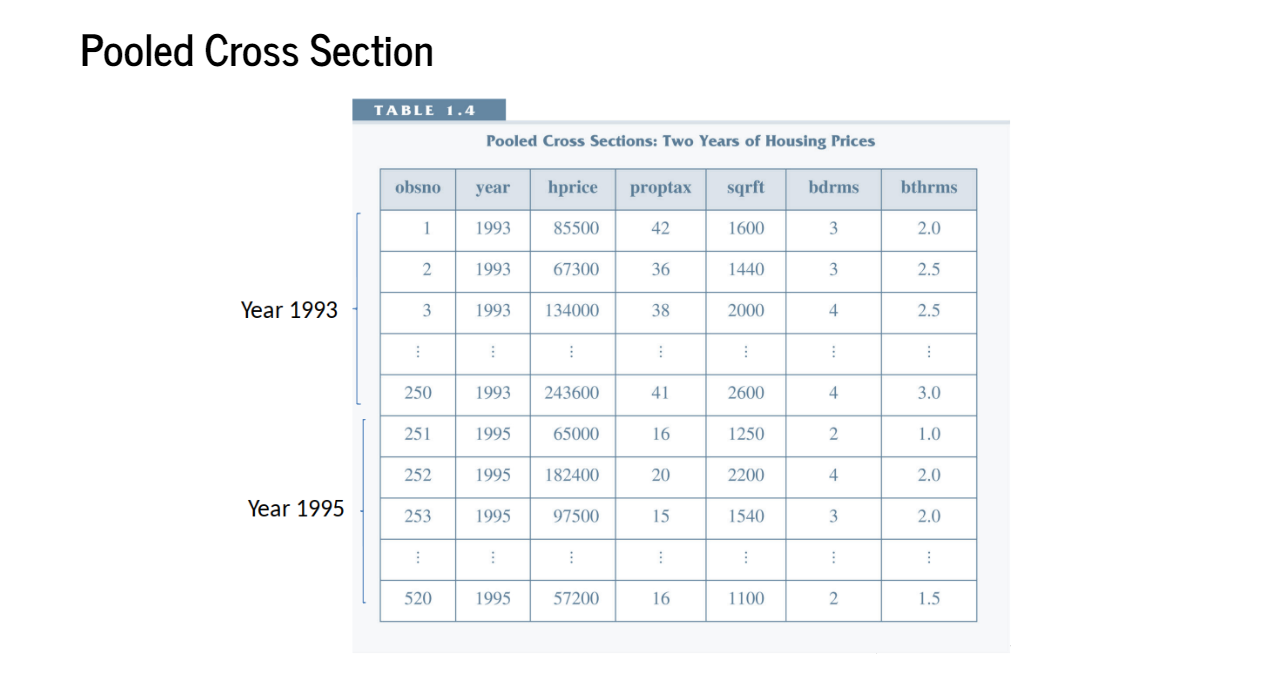 Pooled Cross Section
TABLE 1.4
Pooled Cross Sections: Two Years of Housing Prices
obsno year hprice proptax sqrft bdrms bthrms
1 1993 85500 42 1600 3 2.0
2 1993 67300 36 1440 3 2.5
Year 1993
3 1993 134000 38 2000 4 2.5
⋮ ⋮ ⋮ ⋮ ⋮ ⋮ ⋮
250 1993 243600 41 2600 4 3.0
251 1995 65000 16 1250 2 1.0
252 1995 182400 20 2200 4 2.0
Year 1995
253 1995 97500 15 1540 3 2.0
⋮ ⋮ ⋮ ⋮ ⋮ ⋮ ⋮
520 1995 57200 16 1100 2 1.5